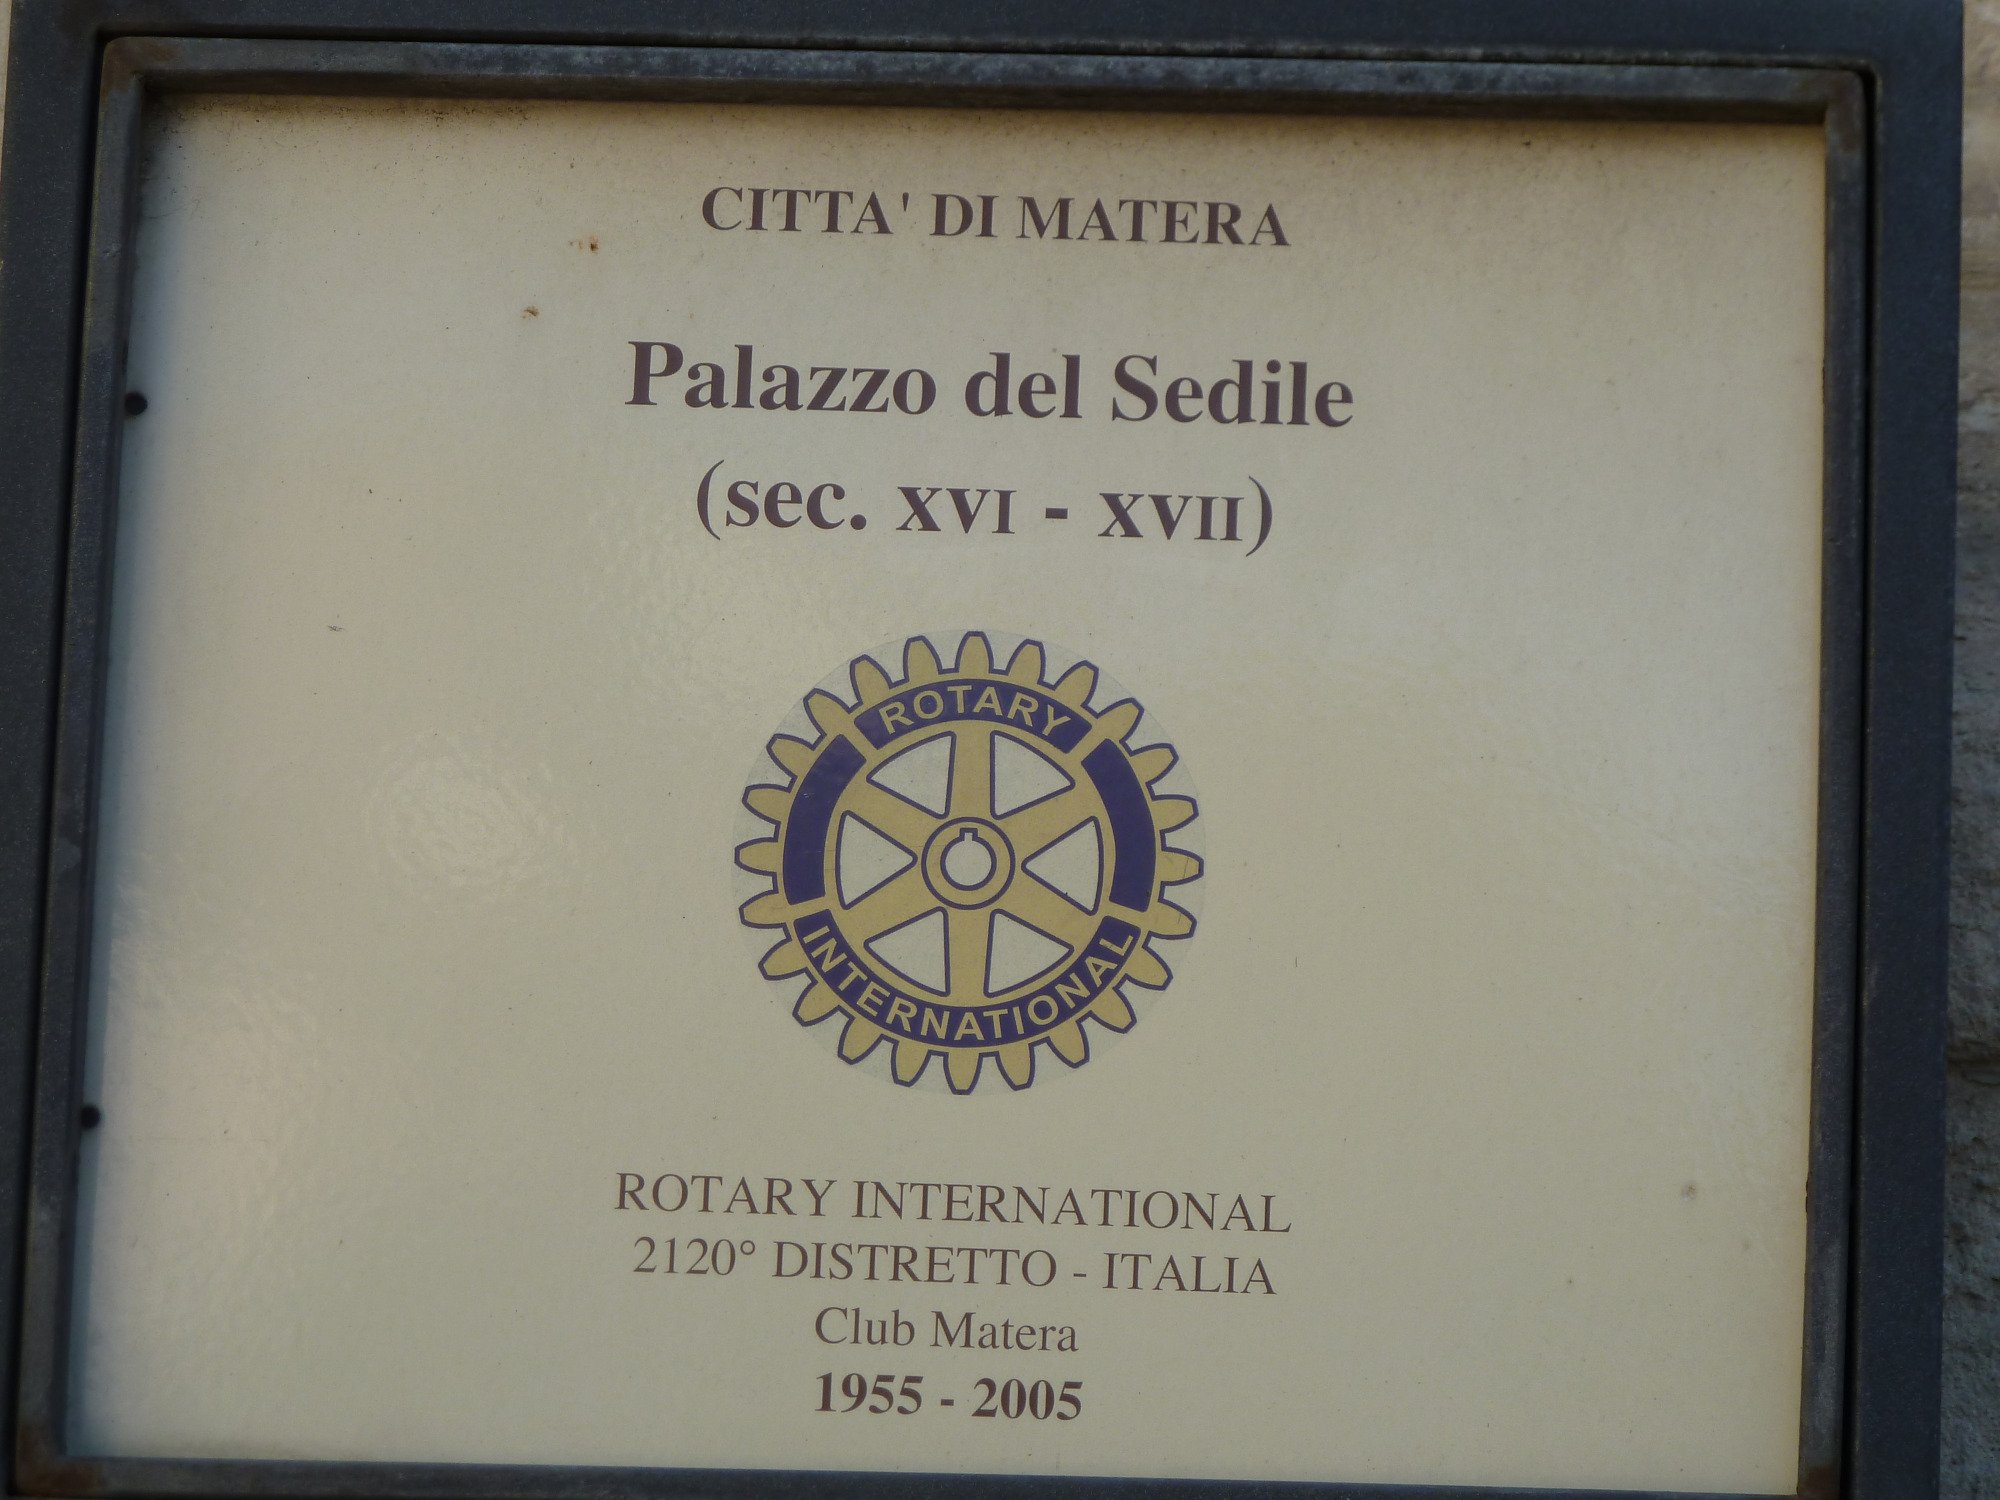 CITTA' DI MATERA
Palazzo del Sedile
(sec. XVI - XVII)
ROTARY
INTERNATIONAL
ROTARY INTERNATIONAL
2120° DISTRETTO - ITALIA
Club Matera
1955 - 2005